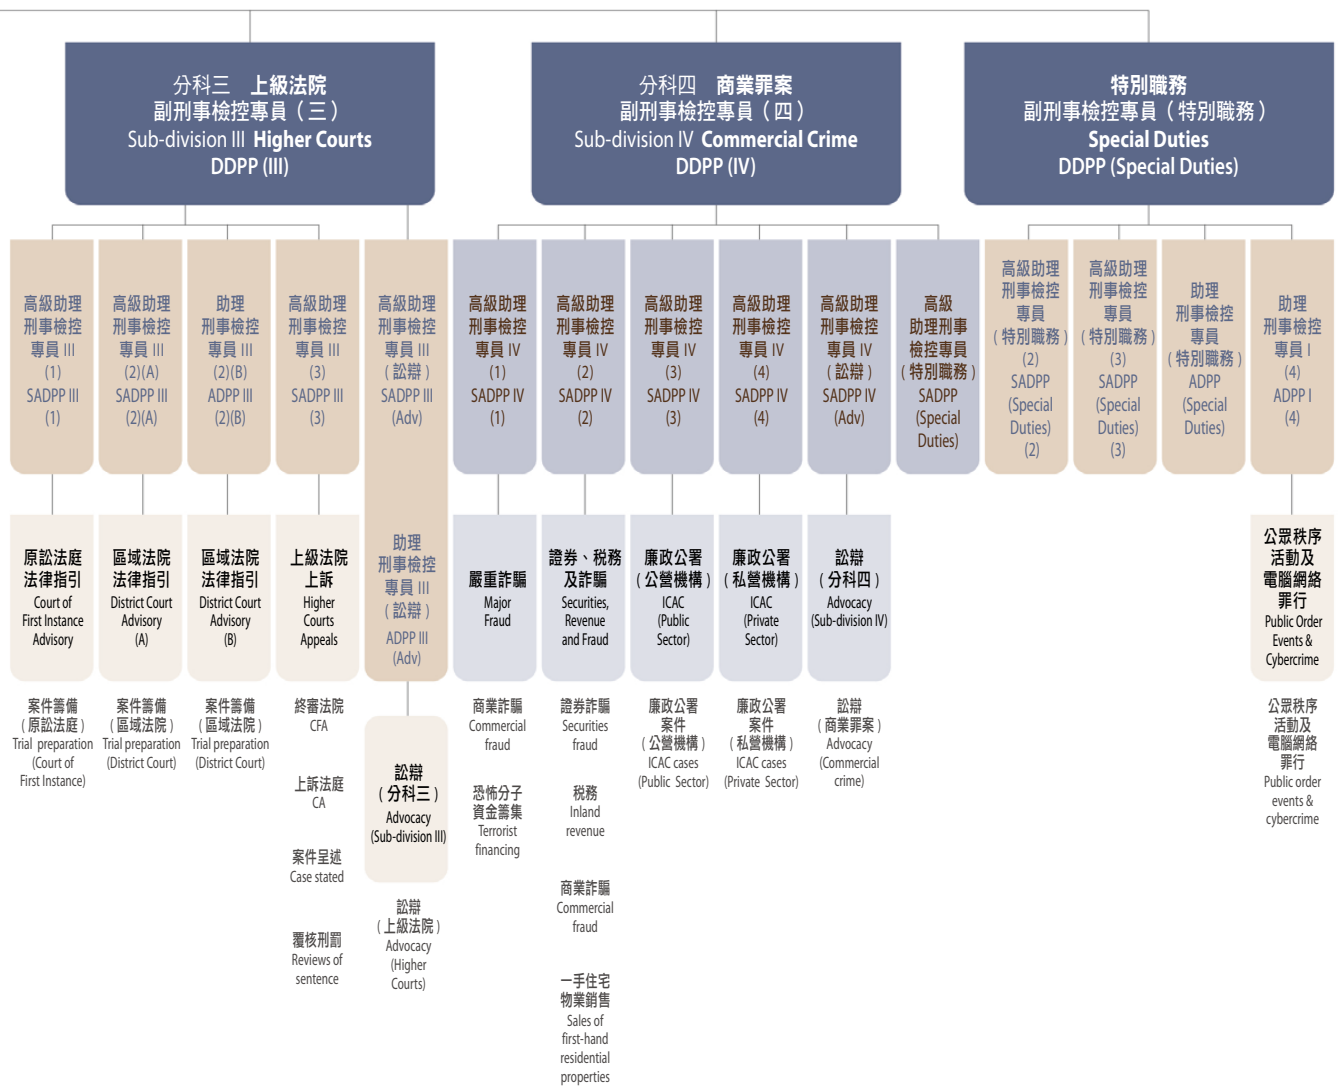 分科三 上級法院
副刑事檢控專員（三）
Sub-division III Higher Courts
DDPP (III)
分科四 商業罪案
副刑事檢控專員（四）
Sub-division IV Commercial Crime
DDPP (IV)
特別職務
副刑事檢控專員（特別職務）
Special Duties
DDPP (Special Duties)
高級助理
刑事檢控
專員 III
(1)
SADPP III
(1)
高級助理
刑事檢控
專員 III
(2)(A)
SADPP III
(2)(A)
助理
刑事檢控
專員 III
(2)(B)
ADPP III
(2)(B)
高級助理
刑事檢控
專員 III
(3)
SADPP III
(3)
高級助理
刑事檢控
專員 III
（訟辯）
SADPP III
(Adv)
助理
刑事檢控
專員 III
（訟辯）
ADPP III
(Adv)
高級助理
刑事檢控
專員 IV
(1)
SADPP IV
(1)
高級助理
刑事檢控
專員 IV
(2)
SADPP IV
(2)
高級助理
刑事檢控
專員 IV
(3)
SADPP IV
(3)
高級助理
刑事檢控
專員 IV
(4)
SADPP IV
(4)
高級助理
刑事檢控
專員 IV
（訟辯）
SADPP IV
(Adv)
高級
助理刑事
檢控專員
（特別職務）
SADPP
(Special
Duties)
高級助理
刑事檢控
專員
（特別職務）
(2)
SADPP
(Special
Duties)
(2)
高級助理
刑事檢控
專員
（特別職務）
(3)
SADPP
(Special
Duties)
(3)
助理
刑事檢控
專員
（特別職務）
ADPP
(Special
Duties)
助理
刑事檢控
專員 I
(4)
ADPP I
(4)
原訟法庭
法律指引
Court of
First Instance
Advisory
區域法院
法律指引
District Court
Advisory
(A)
區域法院
法律指引
District Court
Advisory
(B)
上級法院
上訴
Higher
Courts
Appeals
嚴重詐騙
Major
Fraud
證券、稅務
及詐騙
Securities,
Revenue
and Fraud
廉政公署
（公營機構）
ICAC
(Public
Sector)
廉政公署
（私營機構）
ICAC
(Private
Sector)
訟辯
（分科四）
Advocacy
(Sub-division IV)
公眾秩序
活動及
電腦網絡
罪行
Public Order
Events &
Cybercrime
案件籌備
（原訟法庭）
Trial preparation
(Court of
First Instance)
案件籌備
（區域法院）
Trial preparation
(District Court)
案件籌備
（區域法院）
Trial preparation
(District Court)
終審法院
CFA
上訴法庭
CA
案件呈述
Case stated
覆核刑罰
Reviews of
sentence
訟辯
（分科三）
Advocacy
(Sub-division III)
訟辯
（上級法院）
Advocacy
(Higher
Courts)
商業詐騙
Commercial
fraud
恐怖分子
資金籌集
Terrorist
financing
證券詐騙
Securities
fraud
稅務
Inland
revenue
商業詐騙
Commercial
fraud
一手住宅
物業銷售
Sales of
first-hand
residential
properties
廉政公署
案件
（公營機構）
ICAC cases
(Public Sector)
廉政公署
案件
（私營機構）
ICAC cases
(Private Sector)
訟辯
（商業罪案）
Advocacy
(Commercial
crime)
公眾秩序
活動及
電腦網絡
罪行
Public order
events &
cybercrime